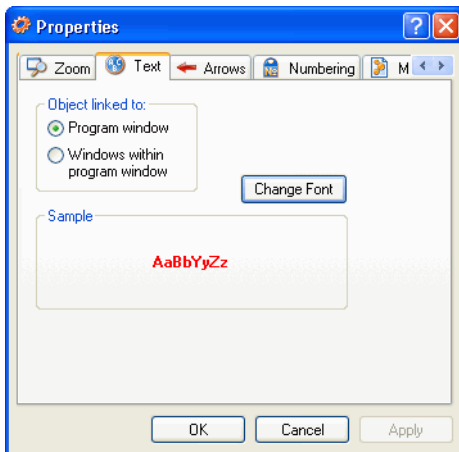 Properties
Zoom Text Arrows Numbering M
Object linked to:
Program window
Windows within
program window
Change Font
Sample
AaBbYyZz
OK Cancel Apply